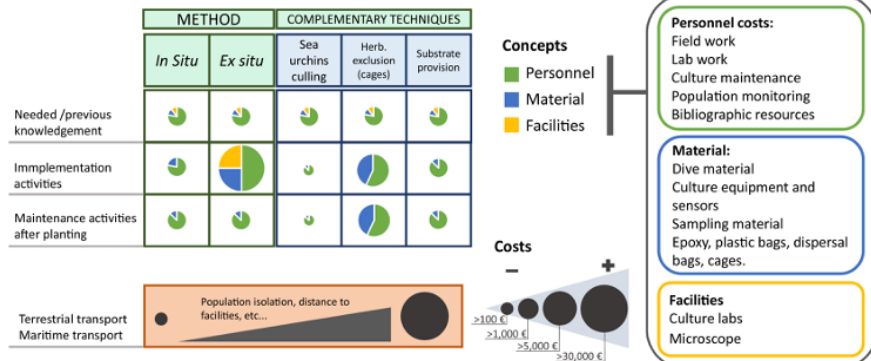 METHOD
COMPLEMENTARY TECHNIQUES
In Situ
Ex situ
Sea
urchins
culling
Herb.
exclusion
(cages)
Substrate
provision
Needed /previous
knowledgement
Immplementation
activities
Maintenance activities
after planting
Terrestrial transport
Maritime transport
Population isolation, distance to
facilities, etc...
Concepts
Personnel
Material
Facilities
Costs
−
+
>100 €
>1,000 €
>5,000 €
>30,000 €
Personnel costs:
Field work
Lab work
Culture maintenance
Population monitoring
Bibliographic resources
Material:
Dive material
Culture equipment and
sensors
Sampling material
Epoxy, plastic bags, dispersal
bags, cages.
Facilities
Culture labs
Microscope